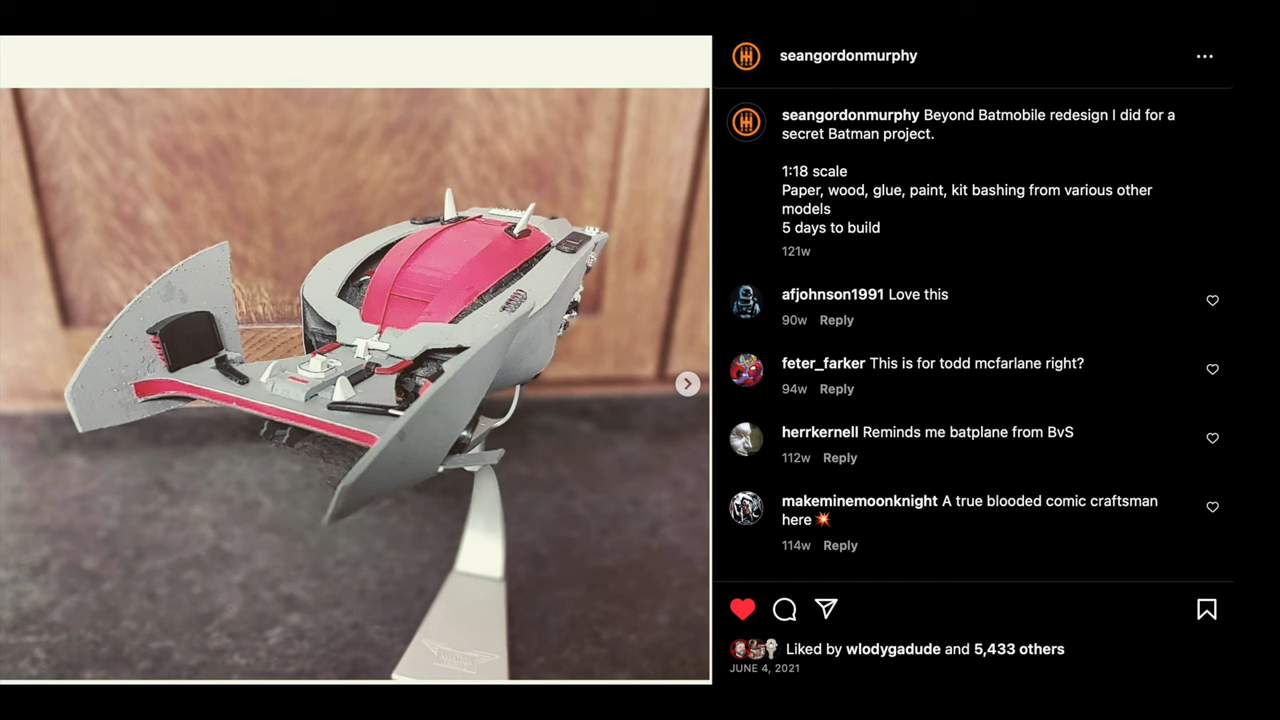 seangordonmurphy
seangordonmurphy Beyond Batmobile redesign I did for a
secret Batman project.
1:18 scale
Paper, wood, glue, paint, kit bashing from various other
models
5 days to build
121w
afjohnson1991 Love this
90w Reply
feter_farker This is for todd mcfarlane right?
94w Reply
herrkernell Reminds me batplane from BvS
112w Reply
makeminemoonknight A true blooded comic craftsman
here 💥
114w Reply
Liked by wlodygadude and 5,433 others
JUNE 4, 2021